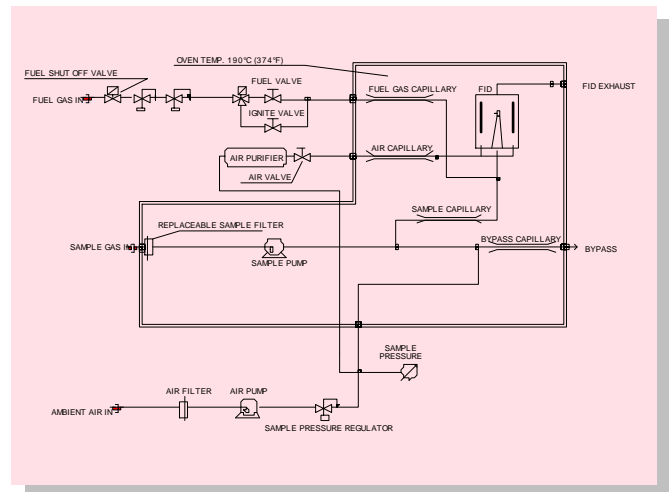 OVEN TEMP. 190°C (374°F)
FUEL SHUT OFF VALVE
FUEL VALVE
FUEL GAS CAPILLARY
FID
FID EXHAUST
FUEL GAS IN
IGNITE VALVE
AIR PURIFIER
AIR CAPILLARY
AIR VALVE
SAMPLE CAPILLARY
REPLACEABLE SAMPLE FILTER
BYPASS CAPILLARY
SAMPLE GAS IN
BYPASS
SAMPLE PUMP
SAMPLE
PRESSURE
AIR FILTER
AIR PUMP
AMBIENT AIR IN
SAMPLE PRESSURE REGULATOR